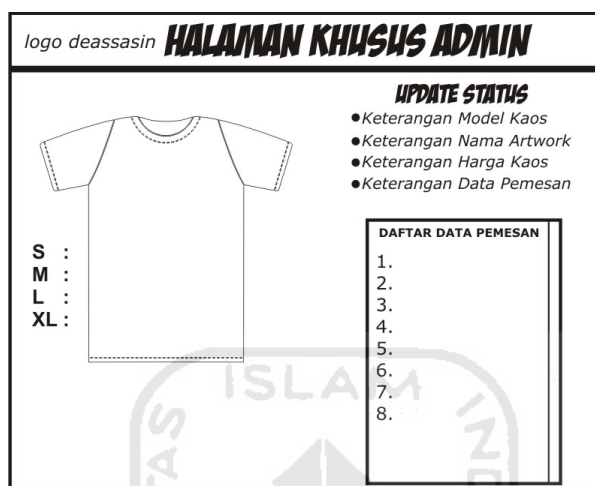 logo deassasin HALAMAN KHUSUS ADMIN
UPDATE STATUS
●Keterangan Model Kaos
●Keterangan Nama Artwork
●Keterangan Harga Kaos
●Keterangan Data Pemesan
S :
M :
L :
XL :
DAFTAR DATA PEMESAN
1.
2.
3.
4.
5.
6.
7.
8.
ISLAM